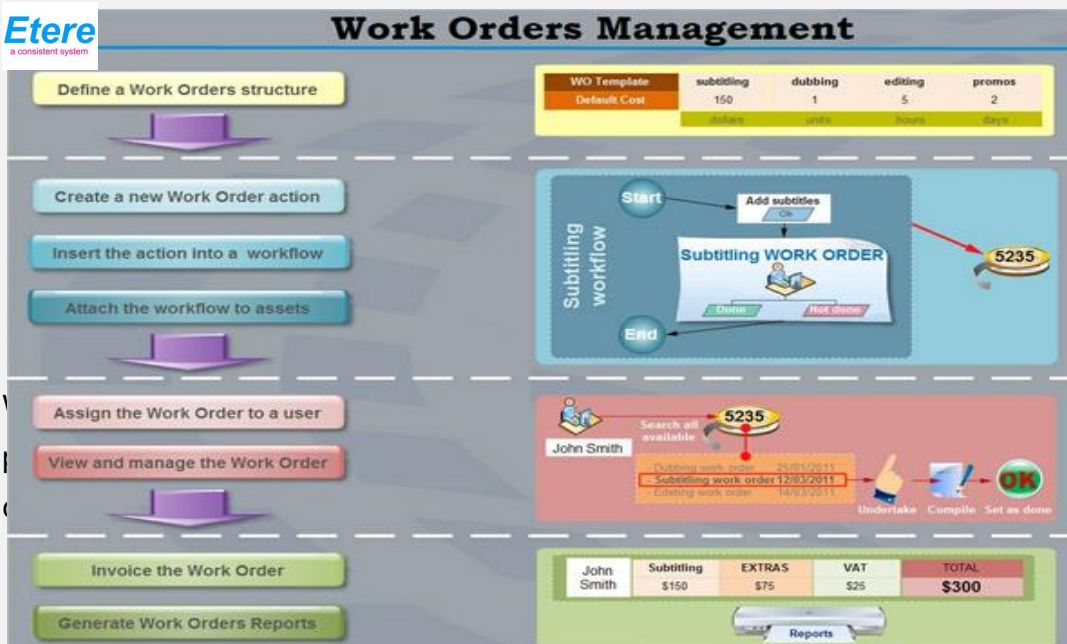 Etere
a consistent system
Work Orders Management
Define a Work Orders structure
WO Template subtitling dubbing editing promos
Default Cost 150 1 5 2
dollars units hours days
Create a new Work Order action
Insert the action into a workflow
Attach the workflow to assets
Subtitling
workflow
Start
Add subtitles
Ok
Subtitling WORK ORDER
Done Not done
End
5235
Assign the Work Order to a user
View and manage the Work Order
John Smith
Search all
available
5235
- Dubbing work order 25/01/2011
- Subtitling work order 12/03/2011
- Editing work order 14/03/2011
Undertake Compile Set as done
OK
Invoice the Work Order
Generate Work Orders Reports
John
Smith
Subtitling EXTRAS VAT TOTAL
$150 $75 $25 $300
Reports